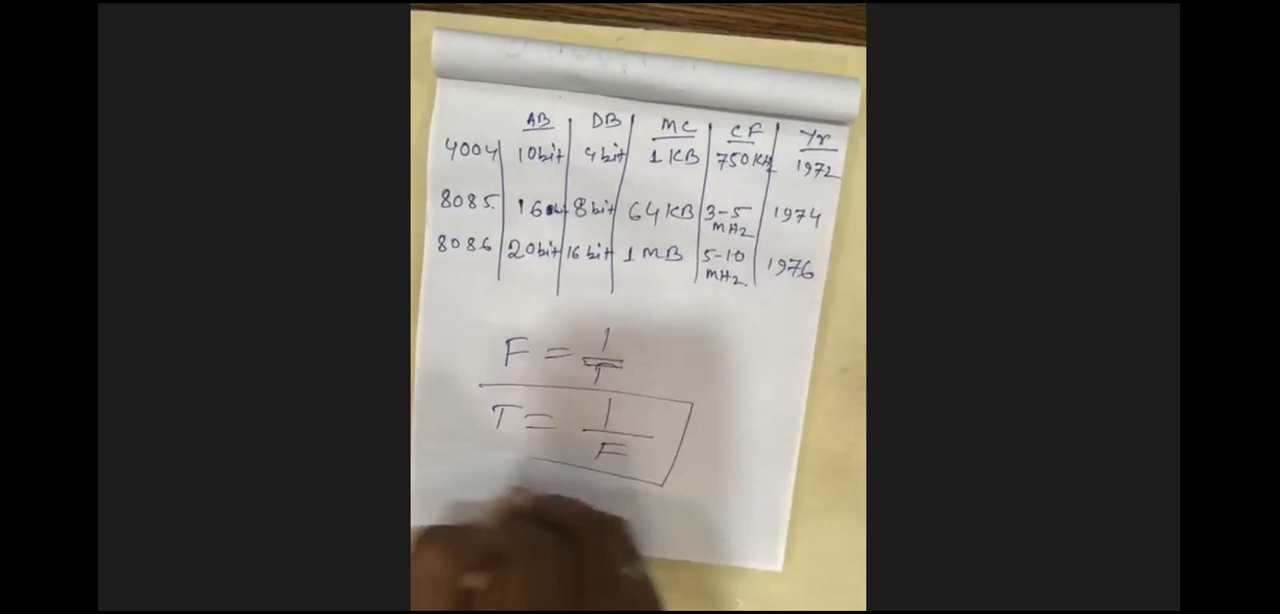 AB DB MC CF Yr
4004 10bit 4bit 1KB 750KHz 1972
8085 16bit 8bit 64KB 3-5 MHz 1974
8086 20bit 16bit 1MB 5-10 MHz 1976
F = 1/T
T = 1/F